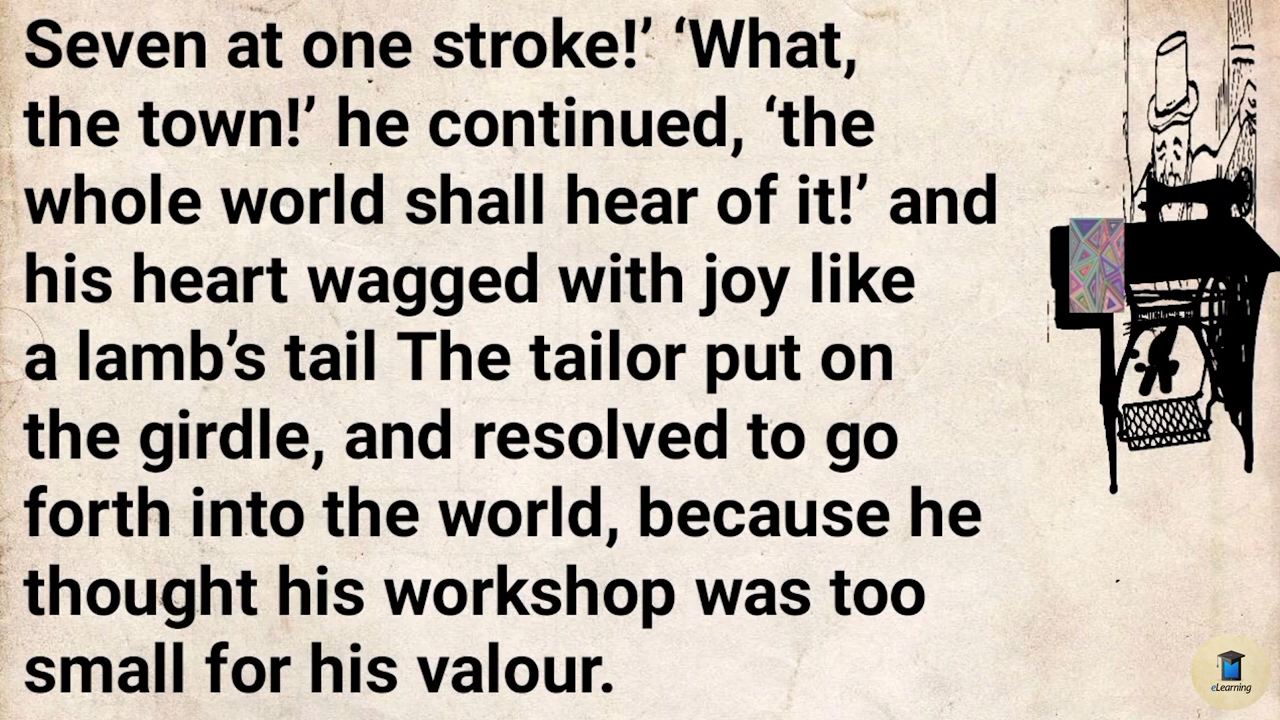 Seven at one stroke!’ ‘What,
the town!’ he continued, ‘the
whole world shall hear of it!’ and
his heart wagged with joy like
a lamb’s tail The tailor put on
the girdle, and resolved to go
forth into the world, because he
thought his workshop was too
small for his valour.
eLearning